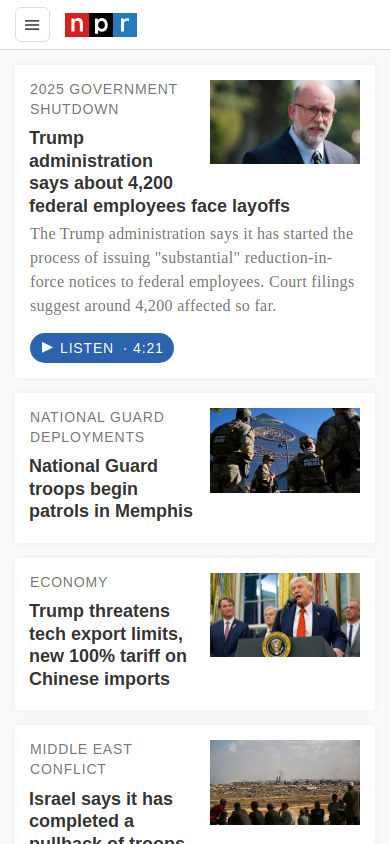 npr
2025 GOVERNMENT
SHUTDOWN
Trump
administration
says about 4,200
federal employees face layoffs
The Trump administration says it has started the
process of issuing "substantial" reduction-in-
force notices to federal employees. Court filings
suggest around 4,200 affected so far.
LISTEN · 4:21
NATIONAL GUARD
DEPLOYMENTS
National Guard
troops begin
patrols in Memphis
ECONOMY
Trump threatens
tech export limits,
new 100% tariff on
Chinese imports
MIDDLE EAST
CONFLICT
Israel says it has
completed a
pullback of troops